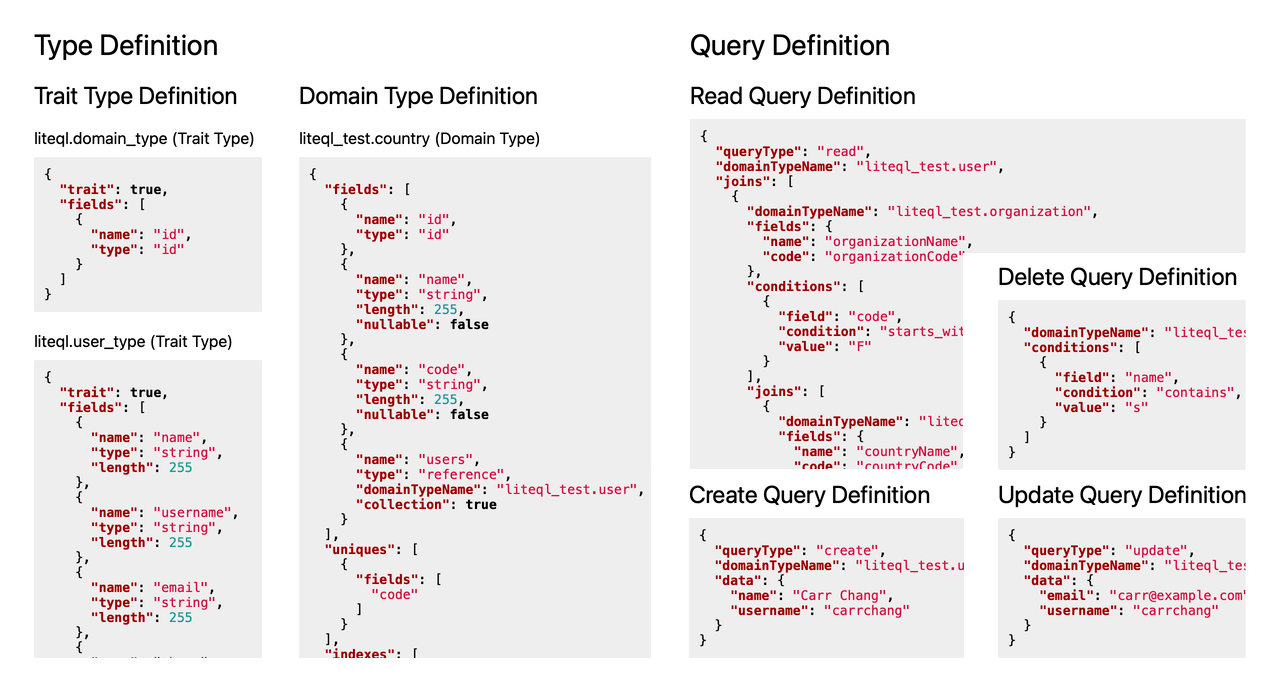 Type Definition
Trait Type Definition
liteql.domain_type (Trait Type)
{
  "trait": true,
  "fields": [
    {
      "name": "id",
      "type": "id"
    }
  ]
}
liteql.user_type (Trait Type)
{
  "trait": true,
  "fields": [
    {
      "name": "name",
      "type": "string",
      "length": 255
    },
    {
      "name": "username",
      "type": "string",
      "length": 255
    },
    {
      "name": "email",
      "type": "string",
      "length": 255
    },
    {
Domain Type Definition
liteql_test.country (Domain Type)
{
  "fields": [
    {
      "name": "id",
      "type": "id"
    },
    {
      "name": "name",
      "type": "string",
      "length": 255,
      "nullable": false
    },
    {
      "name": "code",
      "type": "string",
      "length": 255,
      "nullable": false
    },
    {
      "name": "users",
      "type": "reference",
      "domainTypeName": "liteql_test.user",
      "collection": true
    }
  ],
  "uniques": [
    {
      "fields": [
        "code"
      ]
    }
  ],
  "indexes": [
Query Definition
Read Query Definition
{
  "queryType": "read",
  "domainTypeName": "liteql_test.user",
  "joins": [
    {
      "domainTypeName": "liteql_test.organization",
      "fields": {
        "name": "organizationName",
        "code": "organizationCode"
      },
      "conditions": [
        {
          "field": "code",
          "condition": "starts_wit
          "value": "F"
        }
      ],
      "joins": [
        {
          "domainTypeName": "liteq
          "fields": {
            "name": "countryName",
            "code": "countryCode"
Delete Query Definition
{
  "domainTypeName": "liteql_tes
  "conditions": [
    {
      "field": "name",
      "condition": "contains",
      "value": "s"
    }
  ]
}
Create Query Definition
{
  "queryType": "create",
  "domainTypeName": "liteql_test.u
  "data": {
    "name": "Carr Chang",
    "username": "carrchang"
  }
}
Update Query Definition
{
  "queryType": "update",
  "domainTypeName": "liteql_tes
  "data": {
    "email": "carr@example.com"
    "username": "carrchang"
  }
}